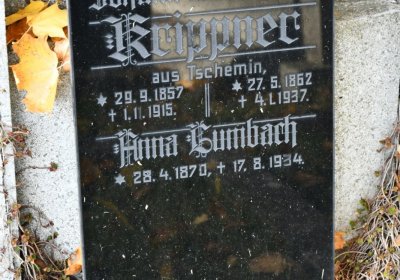 Krippner
aus Tschemin,
* 29.9.1857 * 27.5.1862
† 1.11.1915. † 4.1.1937.
Anna Lumbach
* 28.4.1870, † 17.8.1934.